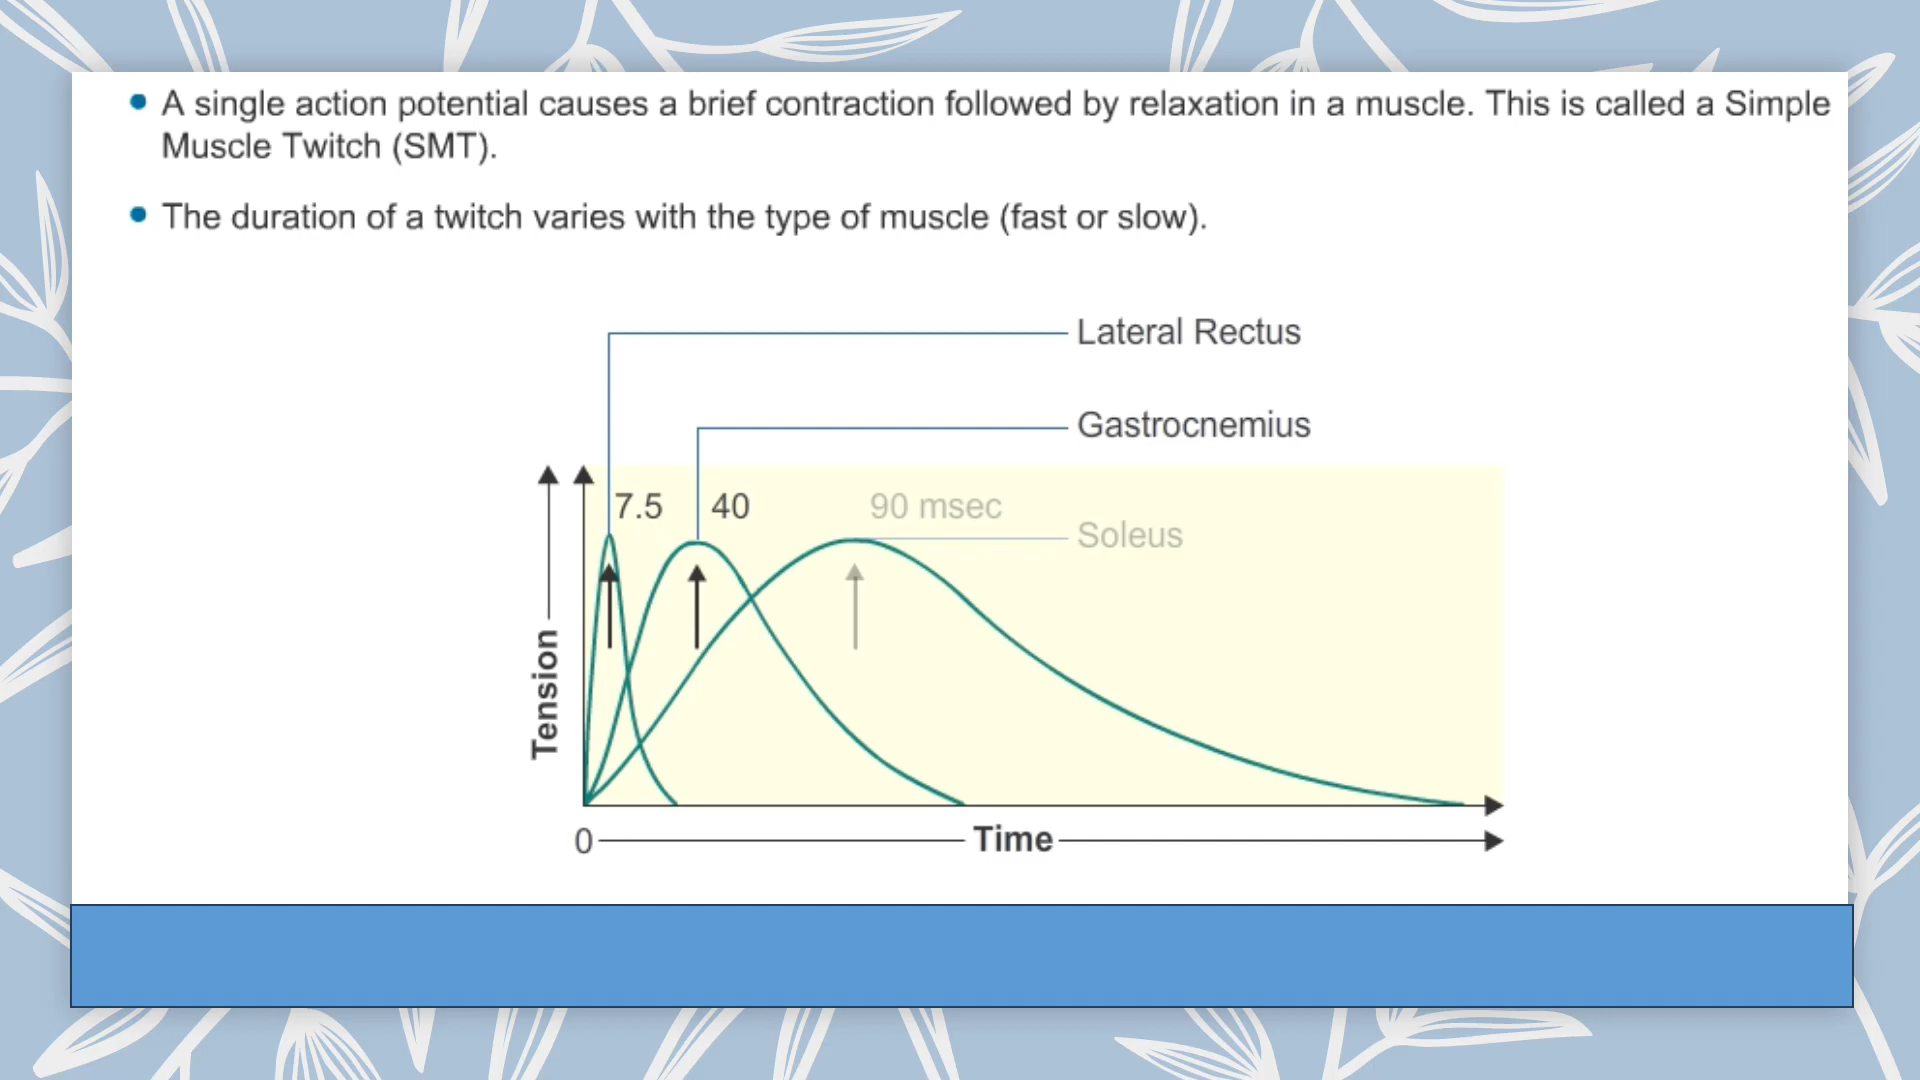 A single action potential causes a brief contraction followed by relaxation in a muscle. This is called a Simple
Muscle Twitch (SMT).
The duration of a twitch varies with the type of muscle (fast or slow).
Lateral Rectus
Gastrocnemius
7.5
40
90 msec
Soleus
Tension
0
Time